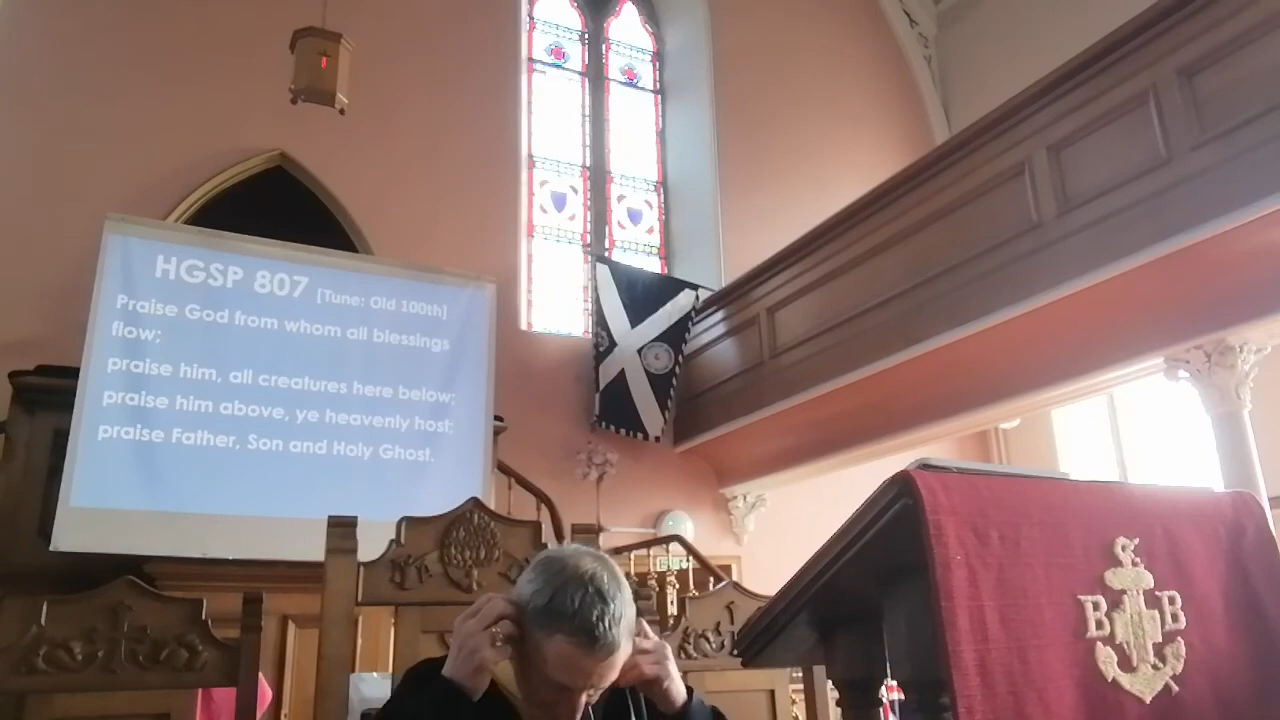 HGSP 807 [Tune: Old 100th]
Praise God from whom all blessings
flow;
praise him, all creatures here below;
praise him above, ye heavenly host;
praise Father, Son and Holy Ghost.
B B